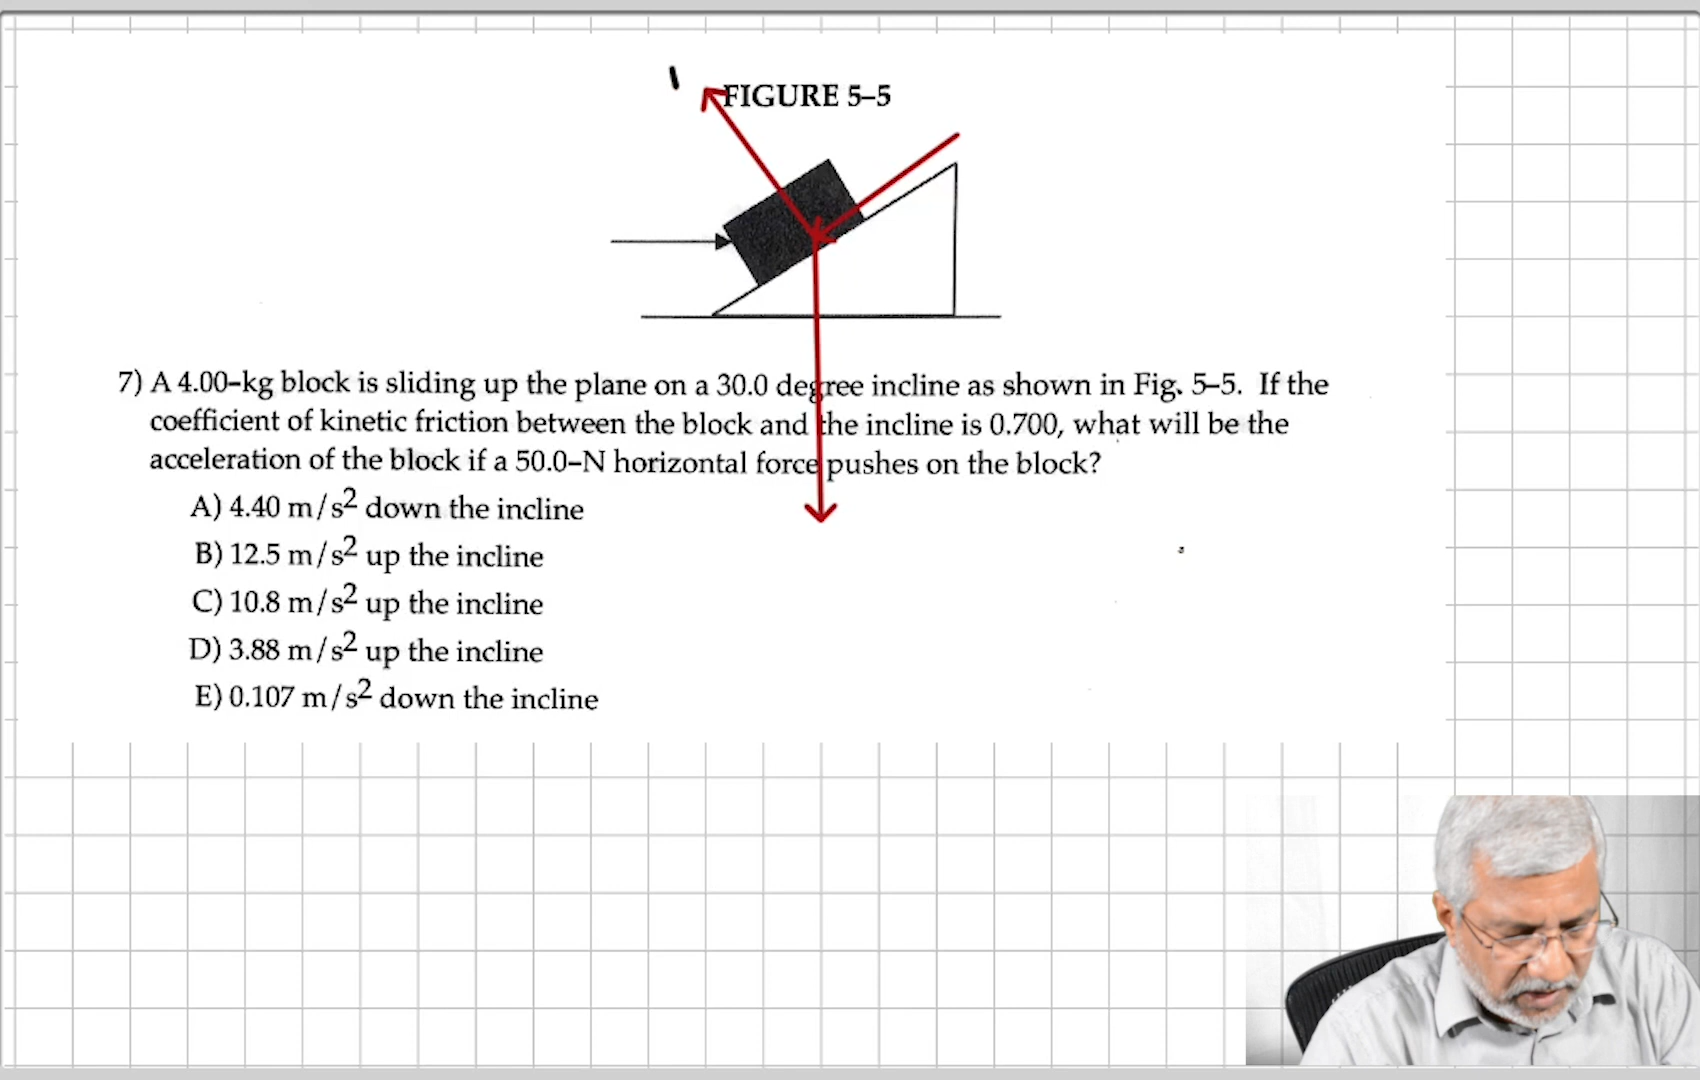 FIGURE 5–5
7) A 4.00–kg block is sliding up the plane on a 30.0 degree incline as shown in Fig. 5–5. If the
coefficient of kinetic friction between the block and the incline is 0.700, what will be the
acceleration of the block if a 50.0–N horizontal force pushes on the block?
A) 4.40 m/s² down the incline
B) 12.5 m/s² up the incline
C) 10.8 m/s² up the incline
D) 3.88 m/s² up the incline
E) 0.107 m/s² down the incline